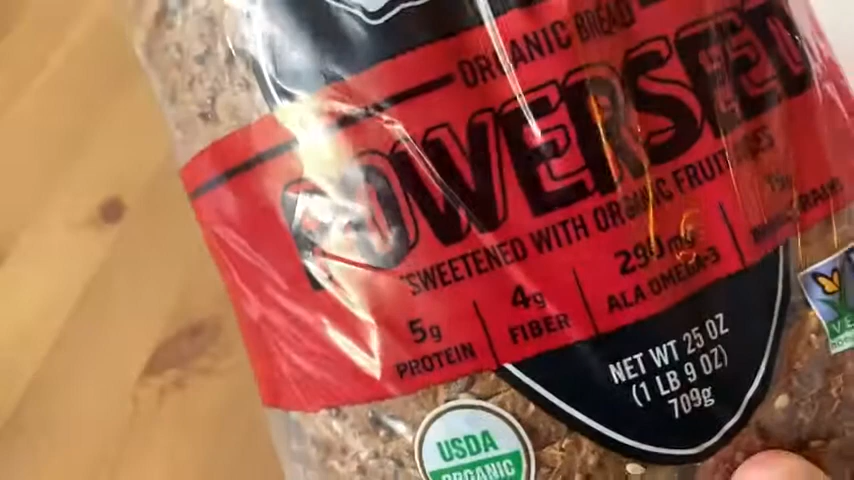 ORGANIC BREAD
POWERSEED
*SWEETENED WITH ORGANIC FRUIT
5g
PROTEIN
4g
FIBER
290mg
ALA OMEGA-3
GRAINS
NET WT 25 OZ
(1 LB 9 OZ)
709g
USDA
ORGANIC